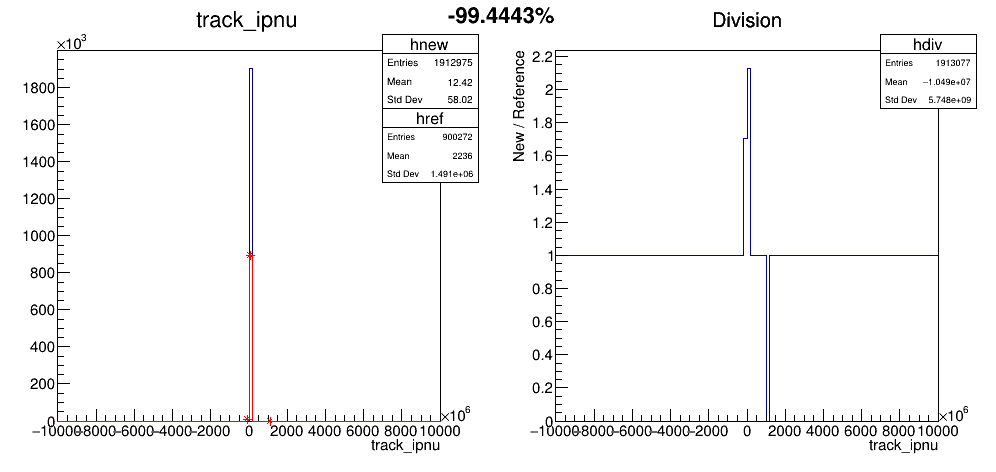 -99.4443%
track_ipnu
×10³
1800
1600
1400
1200
1000
800
600
400
200
0
−10000−8000−6000−4000−2000 0 2000 4000 6000 8000 10000
×10⁶
track_ipnu
hnew
Entries 1912975
Mean 12.42
Std Dev 58.02
href
Entries 900272
Mean 2236
Std Dev 1.491e+06
Division
New / Reference
2.2
2
1.8
1.6
1.4
1.2
1
0.8
0.6
0.4
0.2
0
−10000−8000−6000−4000−2000 0 2000 4000 6000 8000 10000
×10⁶
track_ipnu
hdiv
Entries 1913077
Mean −1.049e+07
Std Dev 5.748e+09